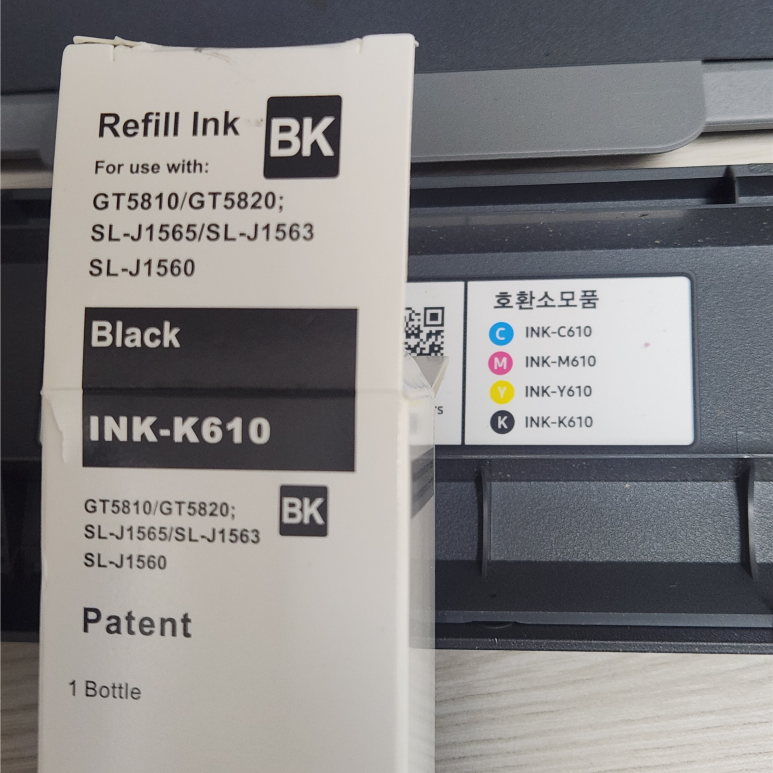 Refill Ink BK
For use with:
GT5810/GT5820;
SL-J1565/SL-J1563
SL-J1560
Black
INK-K610
GT5810/GT5820; BK
SL-J1565/SL-J1563
SL-J1560
Patent
1 Bottle
호환소모품
C INK-C610
M INK-M610
Y INK-Y610
K INK-K610